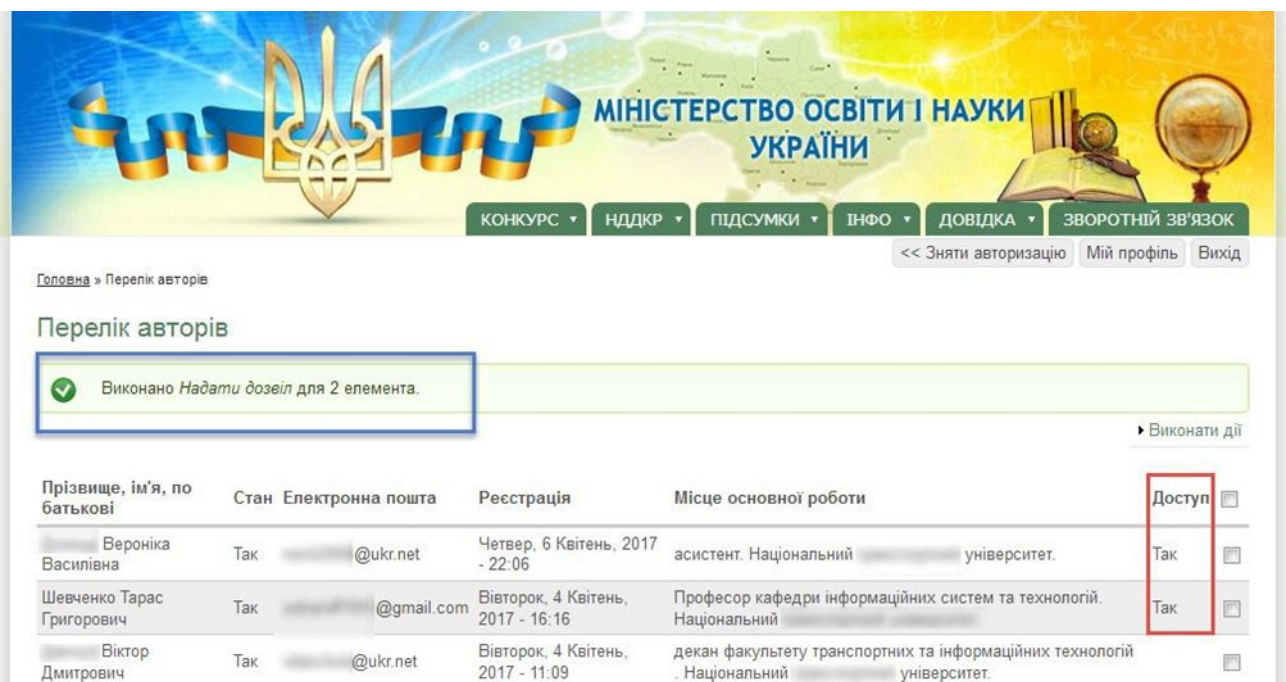 МІНІСТЕРСТВО ОСВІТИ І НАУКИ
УКРАЇНИ
КОНКУРС НДДКР ПІДСУМКИ ІНФО ДОВІДКА ЗВОРОТНІЙ ЗВ'ЯЗОК
<< Зняти авторизацію Мій профіль Вихід
Головна » Перелік авторів
Перелік авторів
Виконано Надати дозвіл для 2 елемента.
Виконати дії
Прізвище, ім'я, по батькові Стан Електронна пошта Реєстрація Місце основної роботи Доступ
Вероніка Так @ukr.net Четвер, 6 Квітень, 2017 асистент. Національний університет. Так
Василівна - 22:06
Шевченко Тарас Так @gmail.com Вівторок, 4 Квітень, Професор кафедри інформаційних систем та технологій. Так
Григорович 2017 - 16:16 Національний
Віктор Так @ukr.net Вівторок, 4 Квітень, декан факультету транспортних та інформаційних технологій
Дмитрович 2017 - 11:09 . Національний університет.